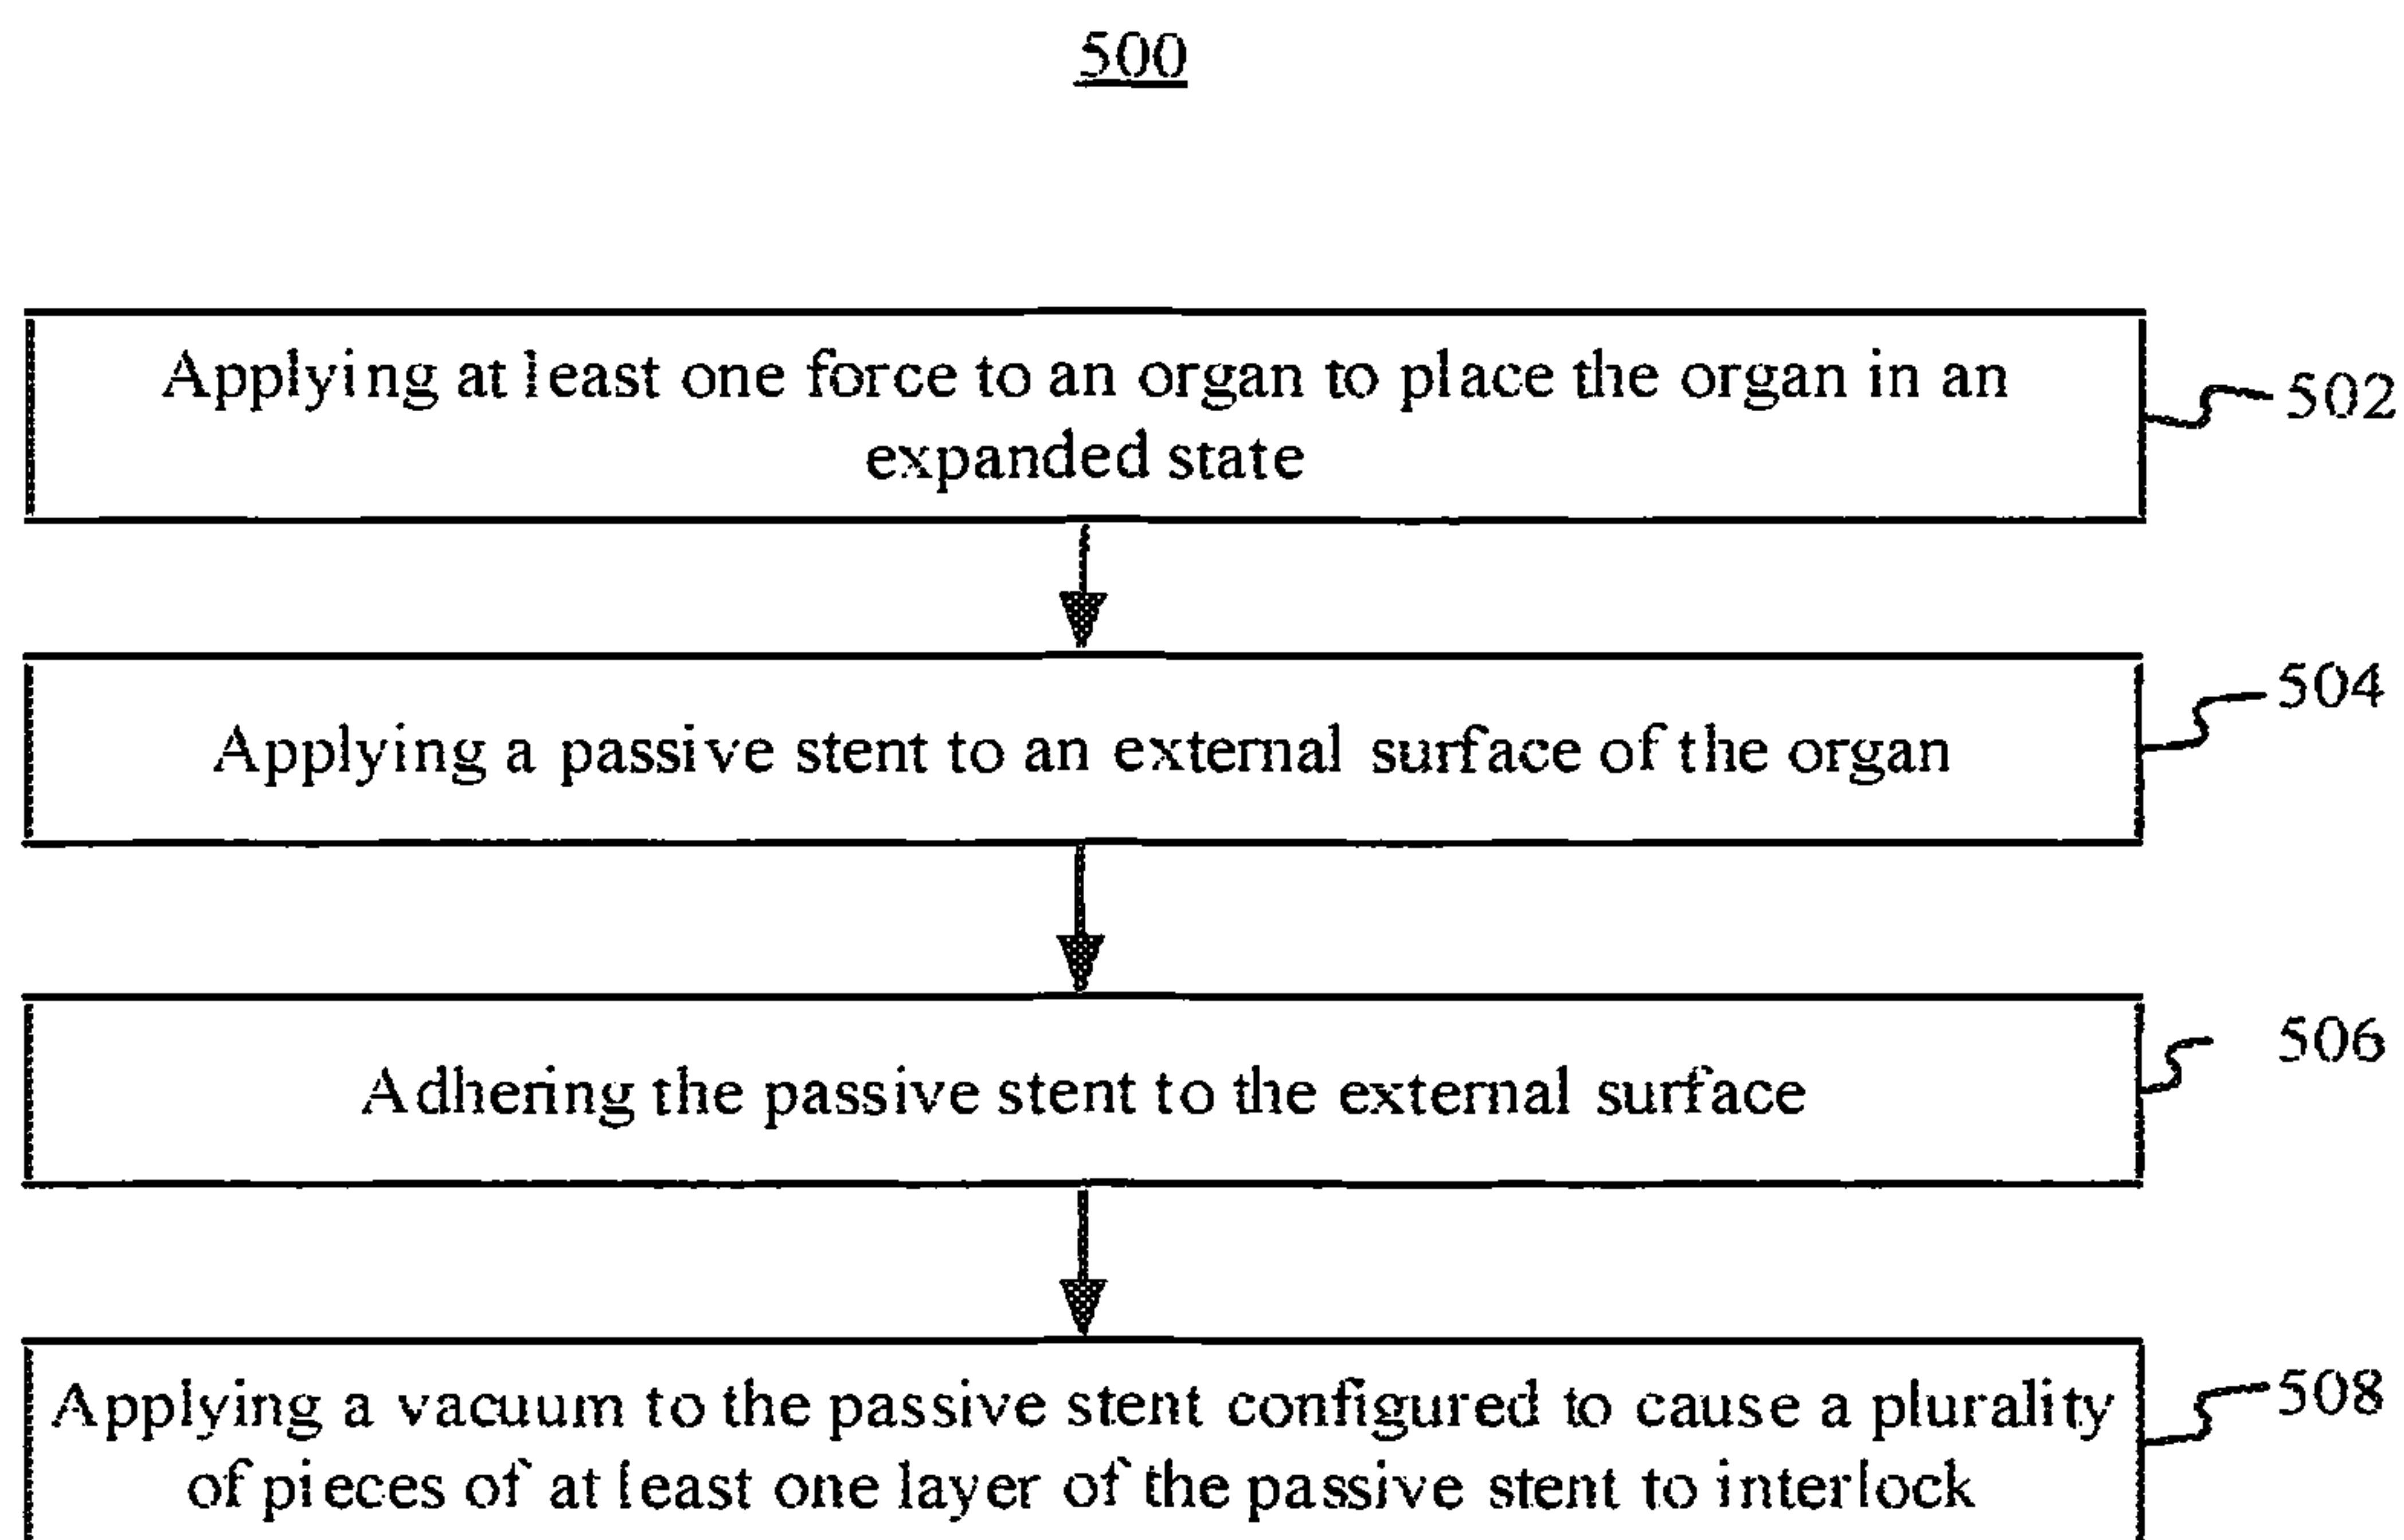 500
Applying at least one force to an organ to place the organ in an
expanded state
502
Applying a passive stent to an external surface of the organ
504
Adhering the passive stent to the external surface
506
Applying a vacuum to the passive stent configured to cause a plurality
of pieces of at least one layer of the passive stent to interlock
508